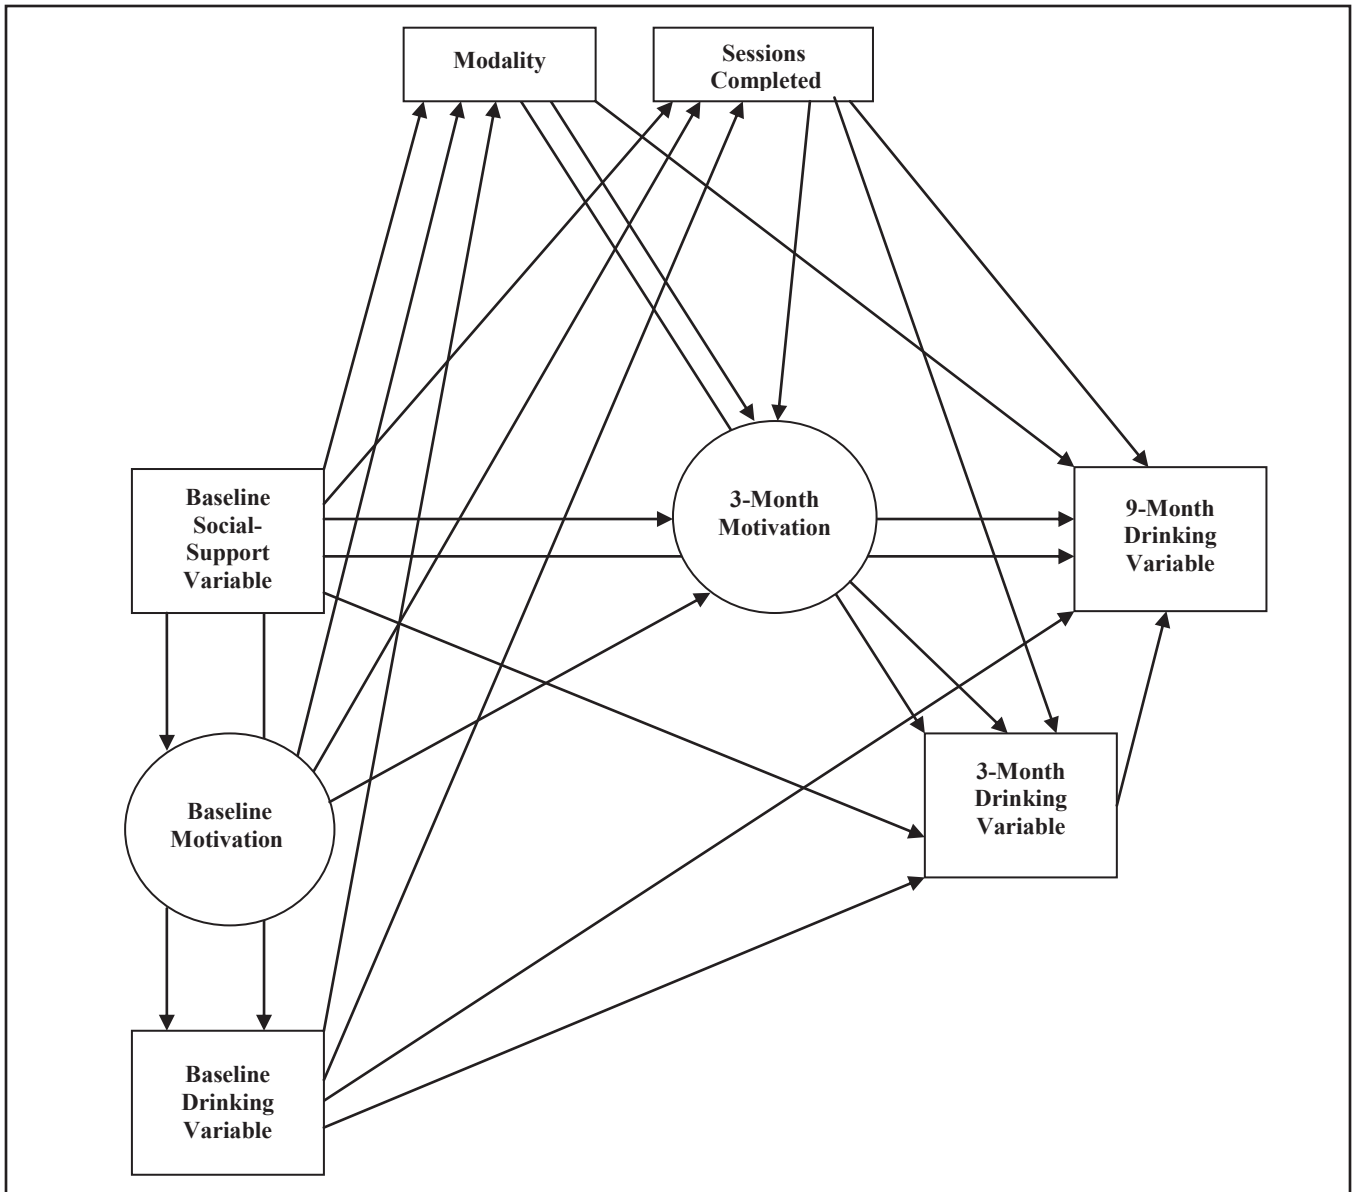 Modality
Sessions
Completed
Baseline
Social-
Support
Variable
3-Month
Motivation
9-Month
Drinking
Variable
3-Month
Drinking
Variable
Baseline
Motivation
Baseline
Drinking
Variable